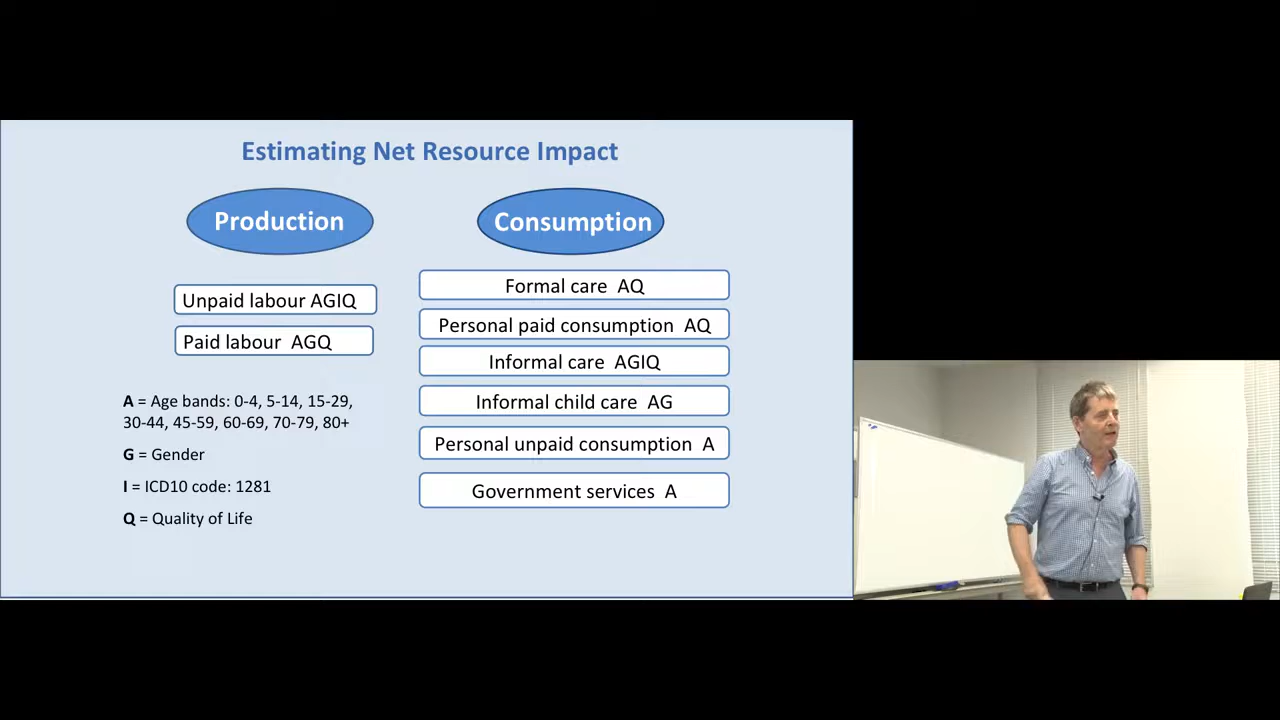 Estimating Net Resource Impact
Production
Consumption
Unpaid labour AGIQ
Paid labour AGQ
A = Age bands: 0-4, 5-14, 15-29,
30-44, 45-59, 60-69, 70-79, 80+
G = Gender
I = ICD10 code: 1281
Q = Quality of Life
Formal care AQ
Personal paid consumption AQ
Informal care AGIQ
Informal child care AG
Personal unpaid consumption A
Government services A